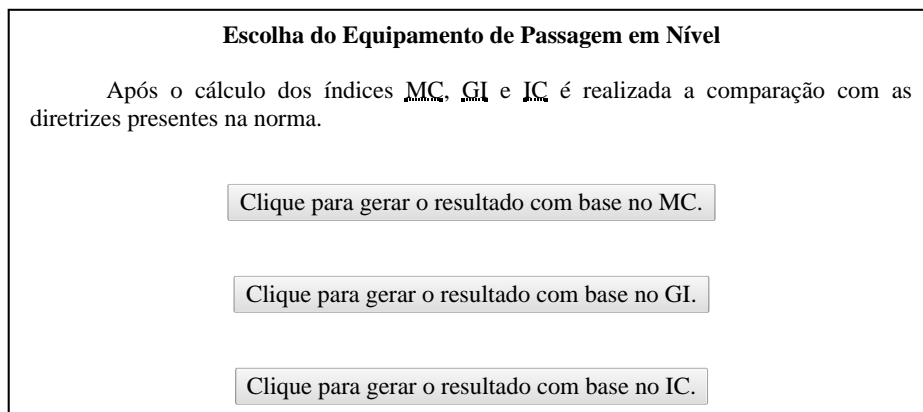 Escolha do Equipamento de Passagem em Nível
Após o cálculo dos índices MC, GI e IC é realizada a comparação com as
diretrizes presentes na norma.
Clique para gerar o resultado com base no MC.
Clique para gerar o resultado com base no GI.
Clique para gerar o resultado com base no IC.